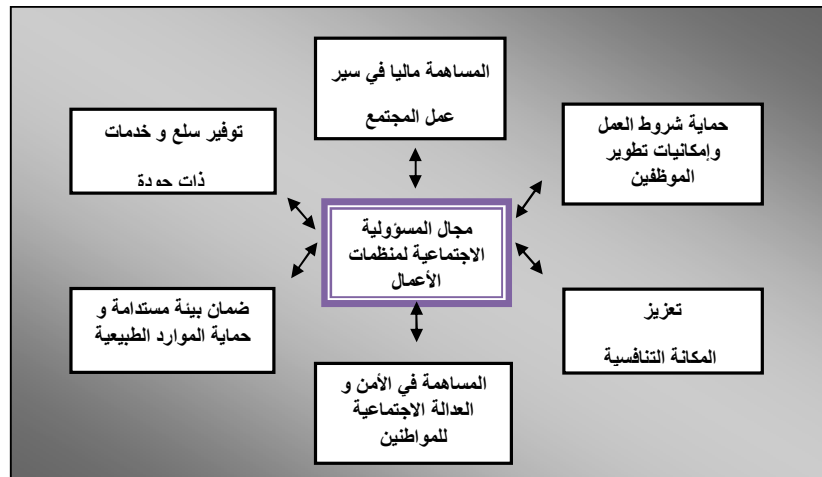 المساهمة ماليا في سير
عمل المجتمع
حماية شروط العمل
وإمكانيات تطوير
الموظفين
توفير سلع و خدمات
ذات جودة
مجال المسؤولية
الاجتماعية لمنظمات
الأعمال
تعزيز
المكانة التنافسية
ضمان بيئة مستدامة و
حماية الموارد الطبيعية
المساهمة في الأمن و
العدالة الاجتماعية
للمواطنين